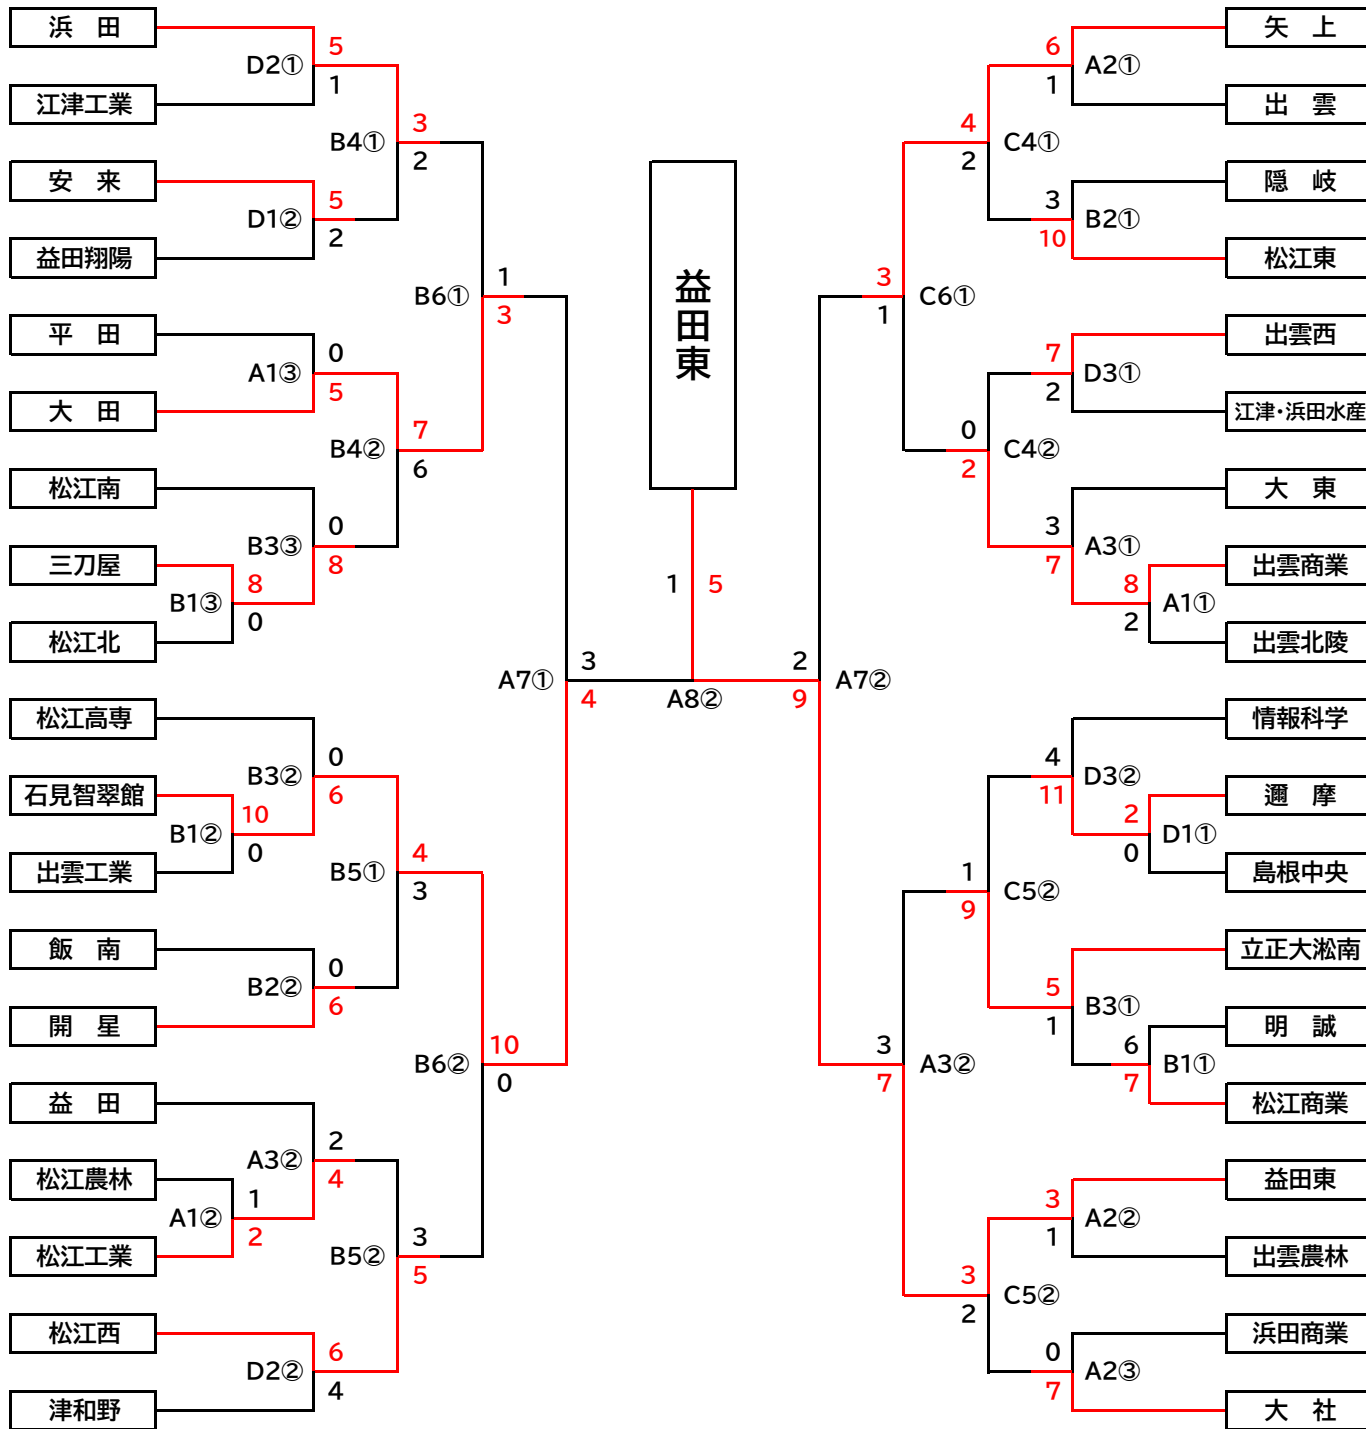 浜 田
5
D2①
1
江津工業
3
B4①
2
安 来
5
D1②
2
益田翔陽
1
B6①
3
平 田
0
A1③
5
大 田
7
B4②
6
松江南
0
B3③
8
三刀屋
8
B1③
0
松江北
3
A7①
4
松江高専
0
B3②
6
石見智翠館
10
B1②
0
出雲工業
4
B5①
3
飯 南
0
B2②
6
開 星
10
B6②
0
益 田
2
A3②
4
松江農林
1
A1②
2
松江工業
3
B5②
5
松江西
6
D2②
4
津和野
益田東
1
5
A8②
矢 上
6
A2①
1
出 雲
4
C4①
2
隠 岐
3
B2①
10
松江東
3
C6①
1
出雲西
7
D3①
2
江津・浜田水産
0
C4②
2
大 東
3
A3①
7
出雲商業
8
A1①
2
出雲北陵
2
A7②
9
情報科学
4
D3②
11
邇 摩
2
D1①
0
島根中央
1
C5②
9
立正大淞南
5
B3①
1
明 誠
6
B1①
7
松江商業
3
A3②
7
益田東
3
A2②
1
出雲農林
3
C5②
2
浜田商業
0
A2③
7
大 社